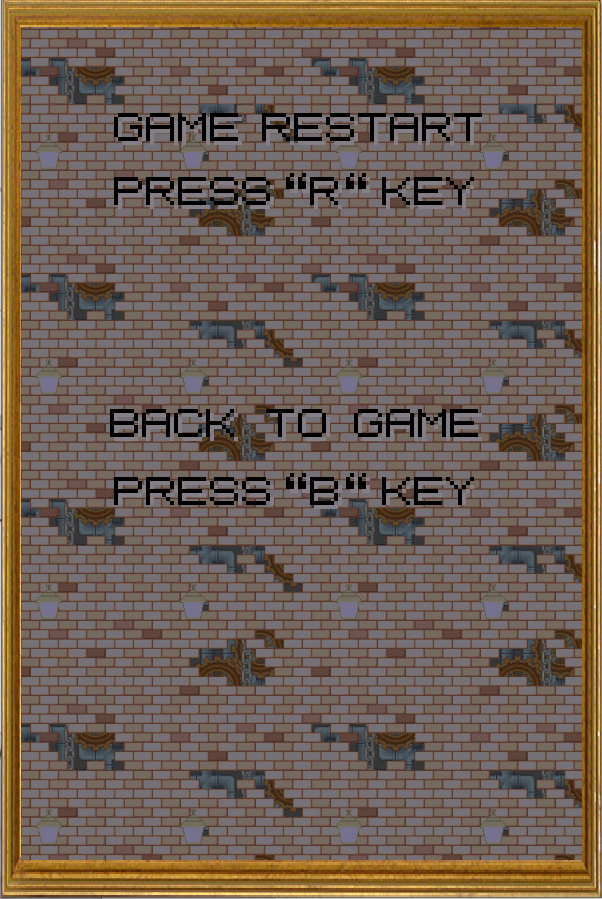 GAME RESTART
PRESS “R“ KEY
BACK TO GAME
PRESS “B“ KEY